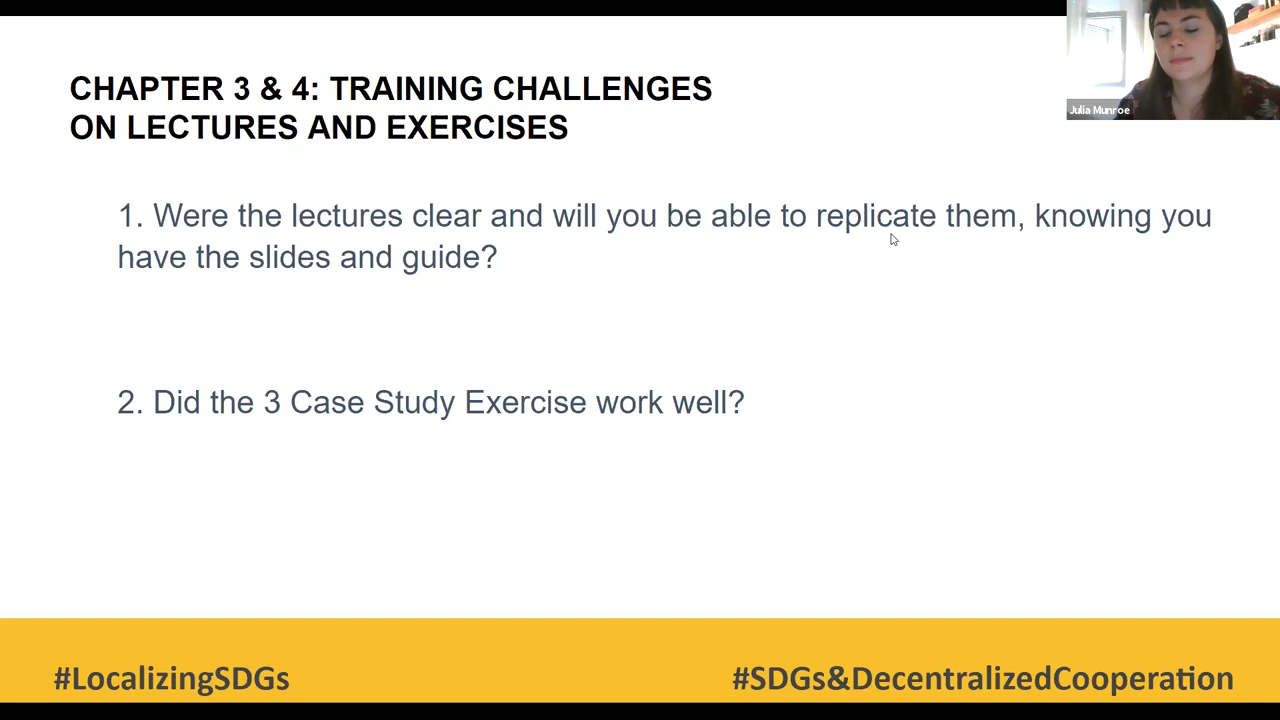 CHAPTER 3 & 4: TRAINING CHALLENGES
ON LECTURES AND EXERCISES
Julia Munroe
1. Were the lectures clear and will you be able to replicate them, knowing you
have the slides and guide?
2. Did the 3 Case Study Exercise work well?
#LocalizingSDGs
#SDGs&DecentralizedCooperation